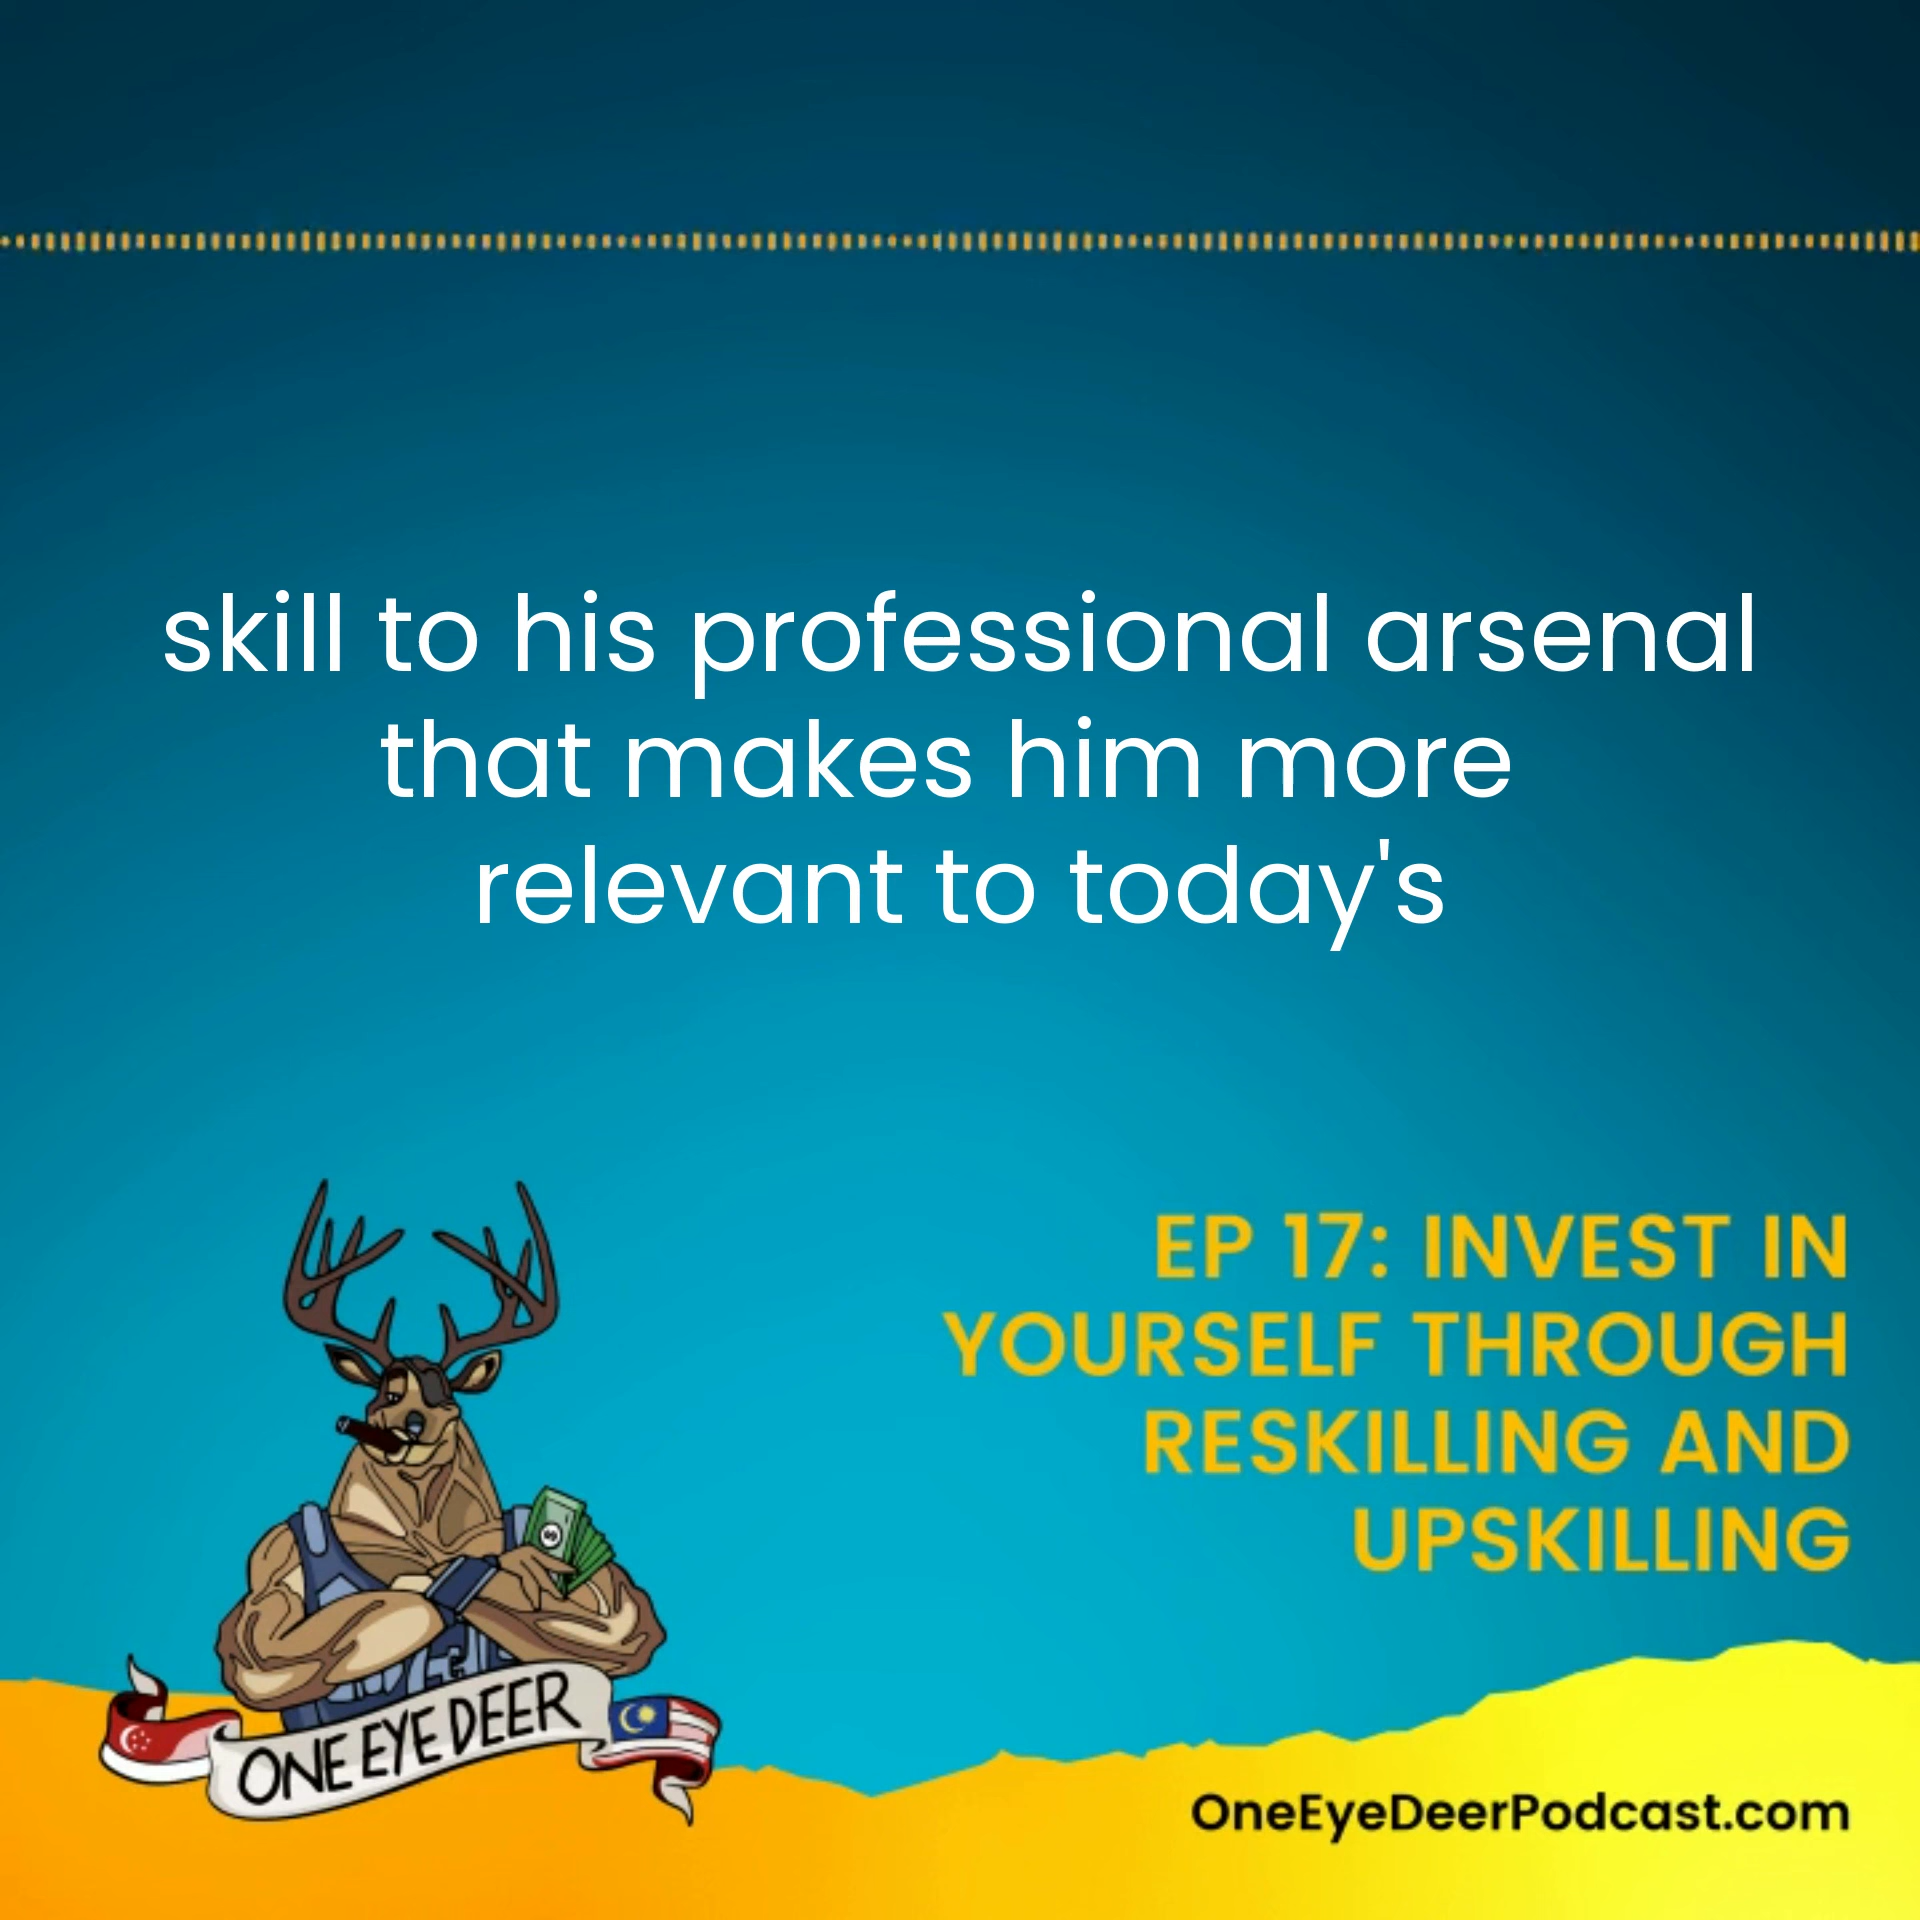 skill to his professional arsenal
that makes him more
relevant to today's
EP 17: INVEST IN
YOURSELF THROUGH
RESKILLING AND
UPSKILLING
ONE EYE DEER
OneEyeDeerPodcast.com